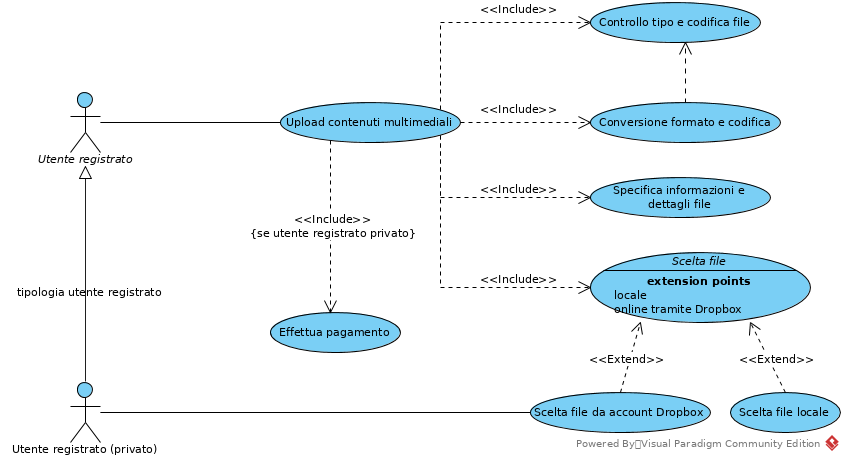 <<Include>>
Controllo tipo e codifica file
<<Include>>
Upload contenuti multimediali
Conversione formato e codifica
Utente registrato
<<Include>>
Specifica informazioni e
dettagli file
<<Include>>
{se utente registrato privato}
Scelta file
<<Include>>
extension points
locale
online tramite Dropbox
tipologia utente registrato
Effettua pagamento
<<Extend>>
<<Extend>>
Scelta file da account Dropbox
Scelta file locale
Utente registrato (privato)
Powered By Visual Paradigm Community Edition